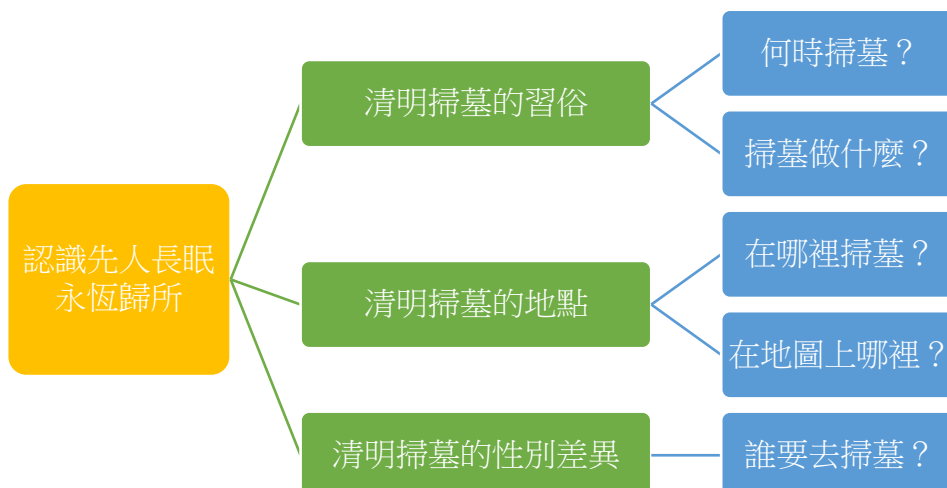 認識先人長眠
永恆歸所
清明掃墓的習俗
何時掃墓？
掃墓做什麼？
清明掃墓的地點
在哪裡掃墓？
在地圖上哪裡？
清明掃墓的性別差異
誰要去掃墓？